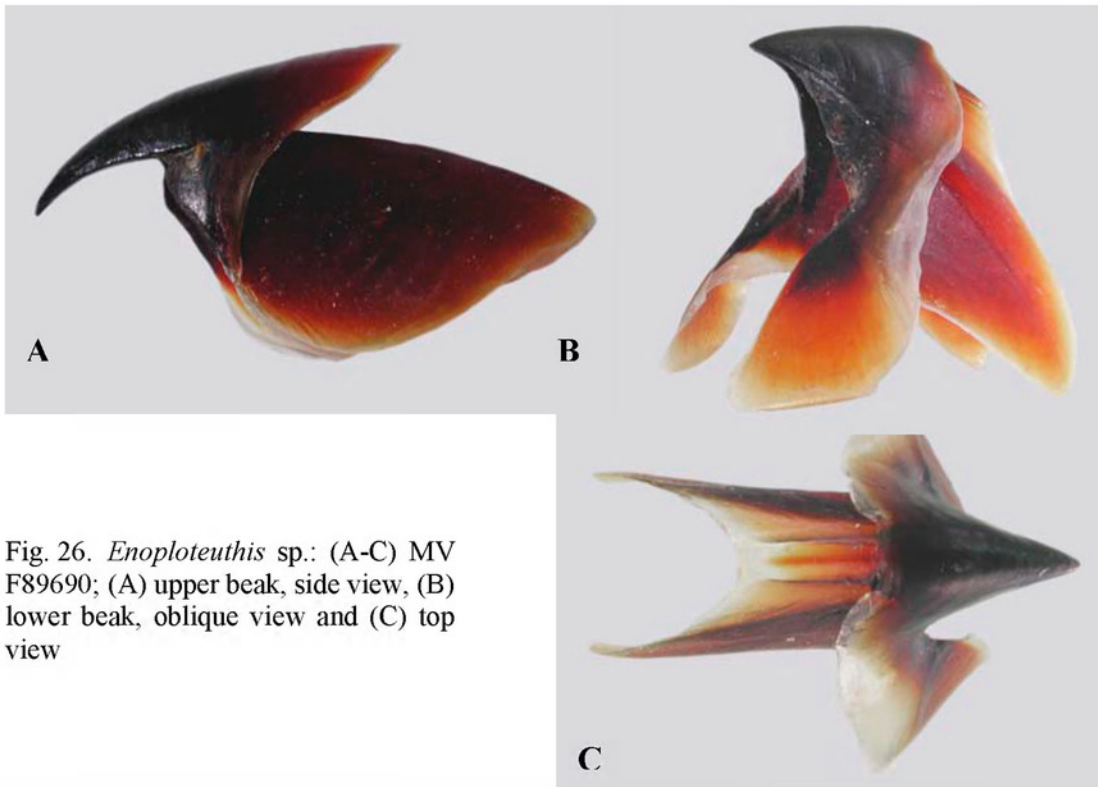 A
B
Fig. 26. Enoploteuthis sp.: (A-C) MV
F89690; (A) upper beak, side view, (B)
lower beak, oblique view and (C) top
view
C